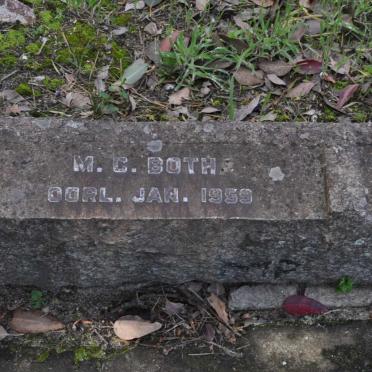 M. C. BOTHA
OORL. JAN. 1959